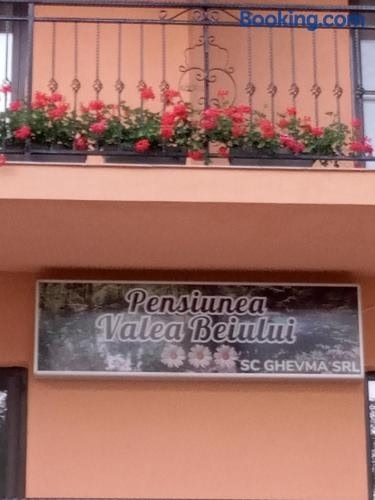 Booking.com
Pensiunea
Valea Beiului
SC GHEVMA SRL